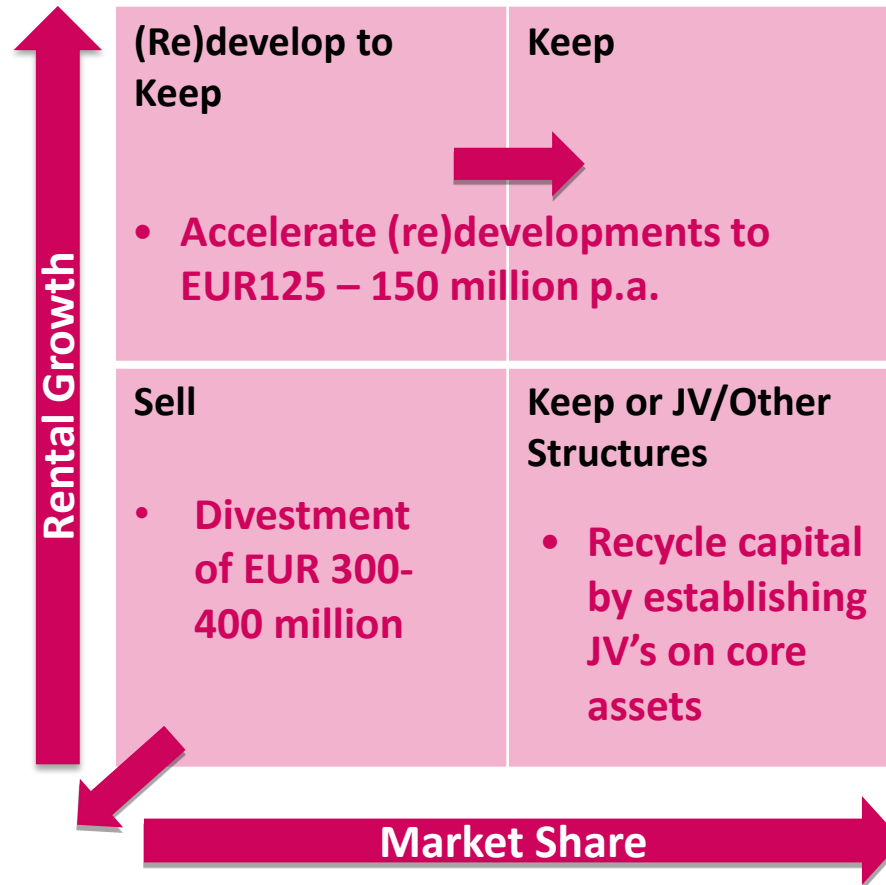 (Re)develop to
Keep
Keep
• Accelerate (re)developments to
EUR125 – 150 million p.a.
Rental Growth
Sell
• Divestment
of EUR 300-
400 million
Keep or JV/Other
Structures
• Recycle capital
by establishing
JV’s on core
assets
Market Share